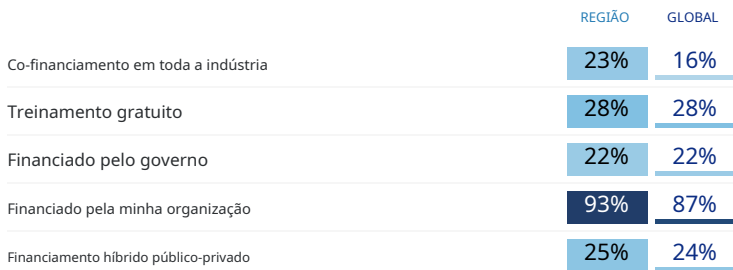 REGIÃO GLOBAL
Co-financiamento em toda a indústria 23% 16%
Treinamento gratuito 28% 28%
Financiado pelo governo 22% 22%
Financiado pela minha organização 93% 87%
Financiamento híbrido público-privado 25% 24%